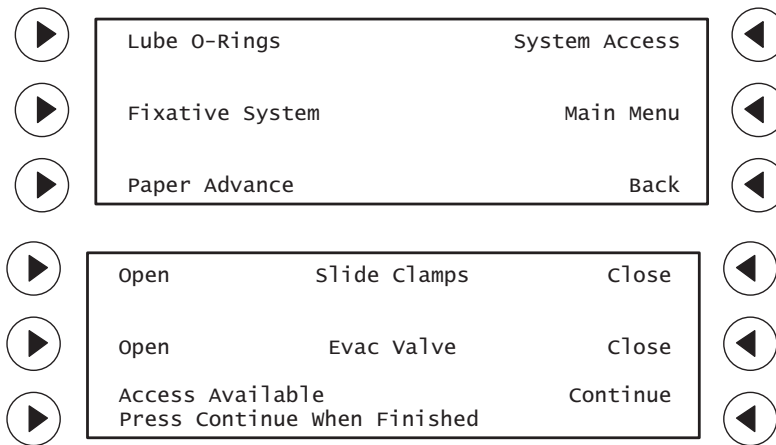 Lube O-Rings System Access
Fixative System Main Menu
Paper Advance Back
Open Slide Clamps Close
Open Evac Valve Close
Access Available Continue
Press Continue When Finished